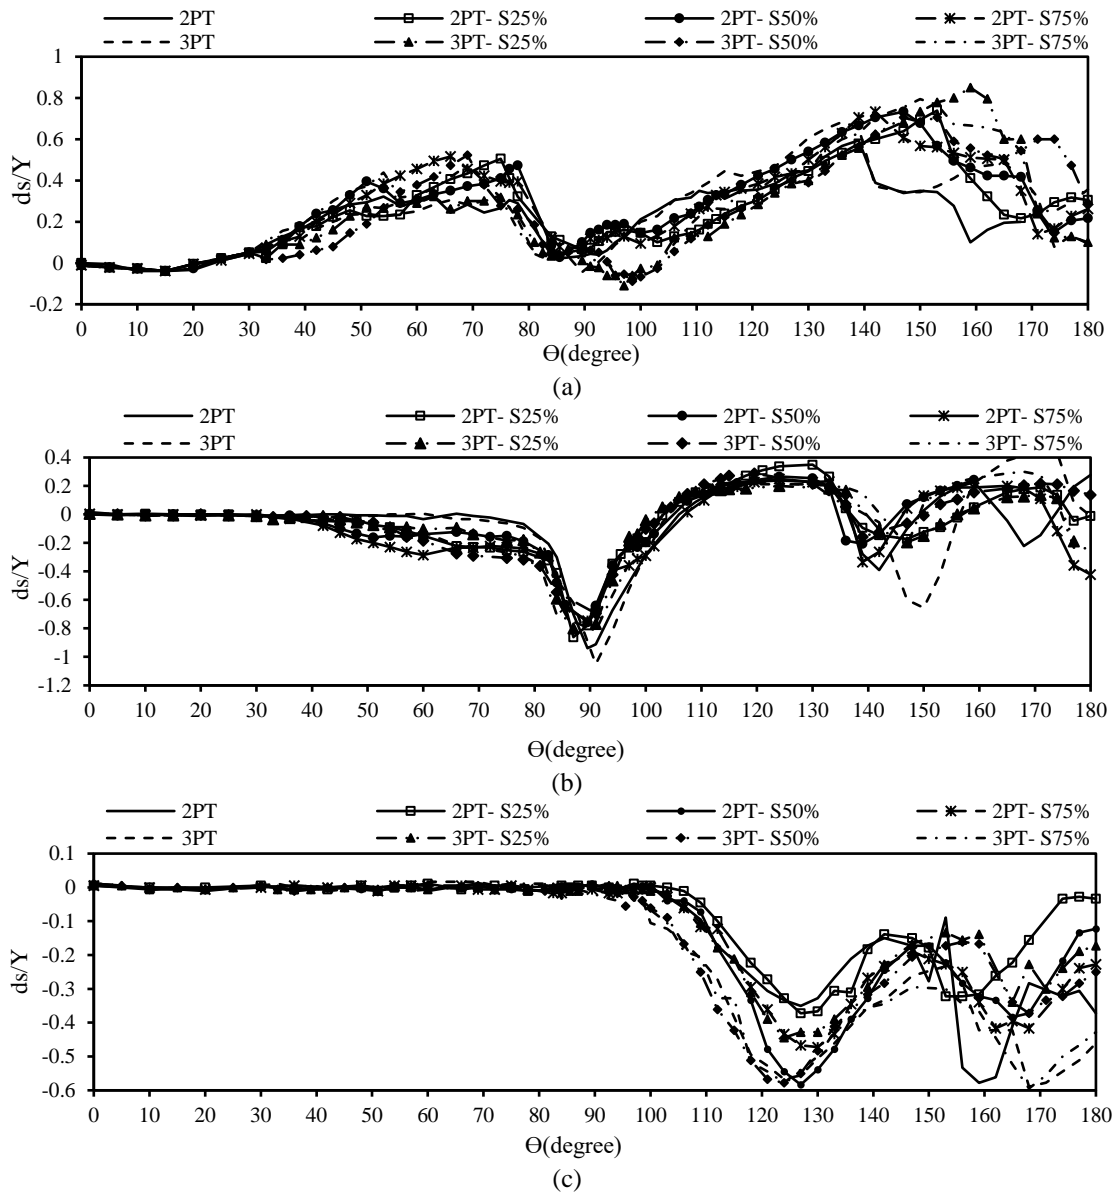 2PT 2PT- S25% 2PT- S50% 2PT- S75%
3PT 3PT- S25% 3PT- S50% 3PT- S75%
1
0.8
0.6
0.4
0.2
0
-0.2
ds/Y
0 10 20 30 40 50 60 70 80 90 100 110 120 130 140 150 160 170 180
Ɵ(degree)
(a)
2PT 2PT- S25% 2PT- S50% 2PT- S75%
3PT 3PT- S25% 3PT- S50% 3PT- S75%
0.4
0.2
0
-0.2
-0.4
-0.6
-0.8
-1
-1.2
ds/Y
0 10 20 30 40 50 60 70 80 90 100 110 120 130 140 150 160 170 180
Ɵ(degree)
(b)
2PT 2PT- S25% 2PT- S50% 2PT- S75%
3PT 3PT- S25% 3PT- S50% 3PT- S75%
0.1
0
-0.1
-0.2
-0.3
-0.4
-0.5
-0.6
ds/Y
0 10 20 30 40 50 60 70 80 90 100 110 120 130 140 150 160 170 180
Ɵ(degree)
(c)